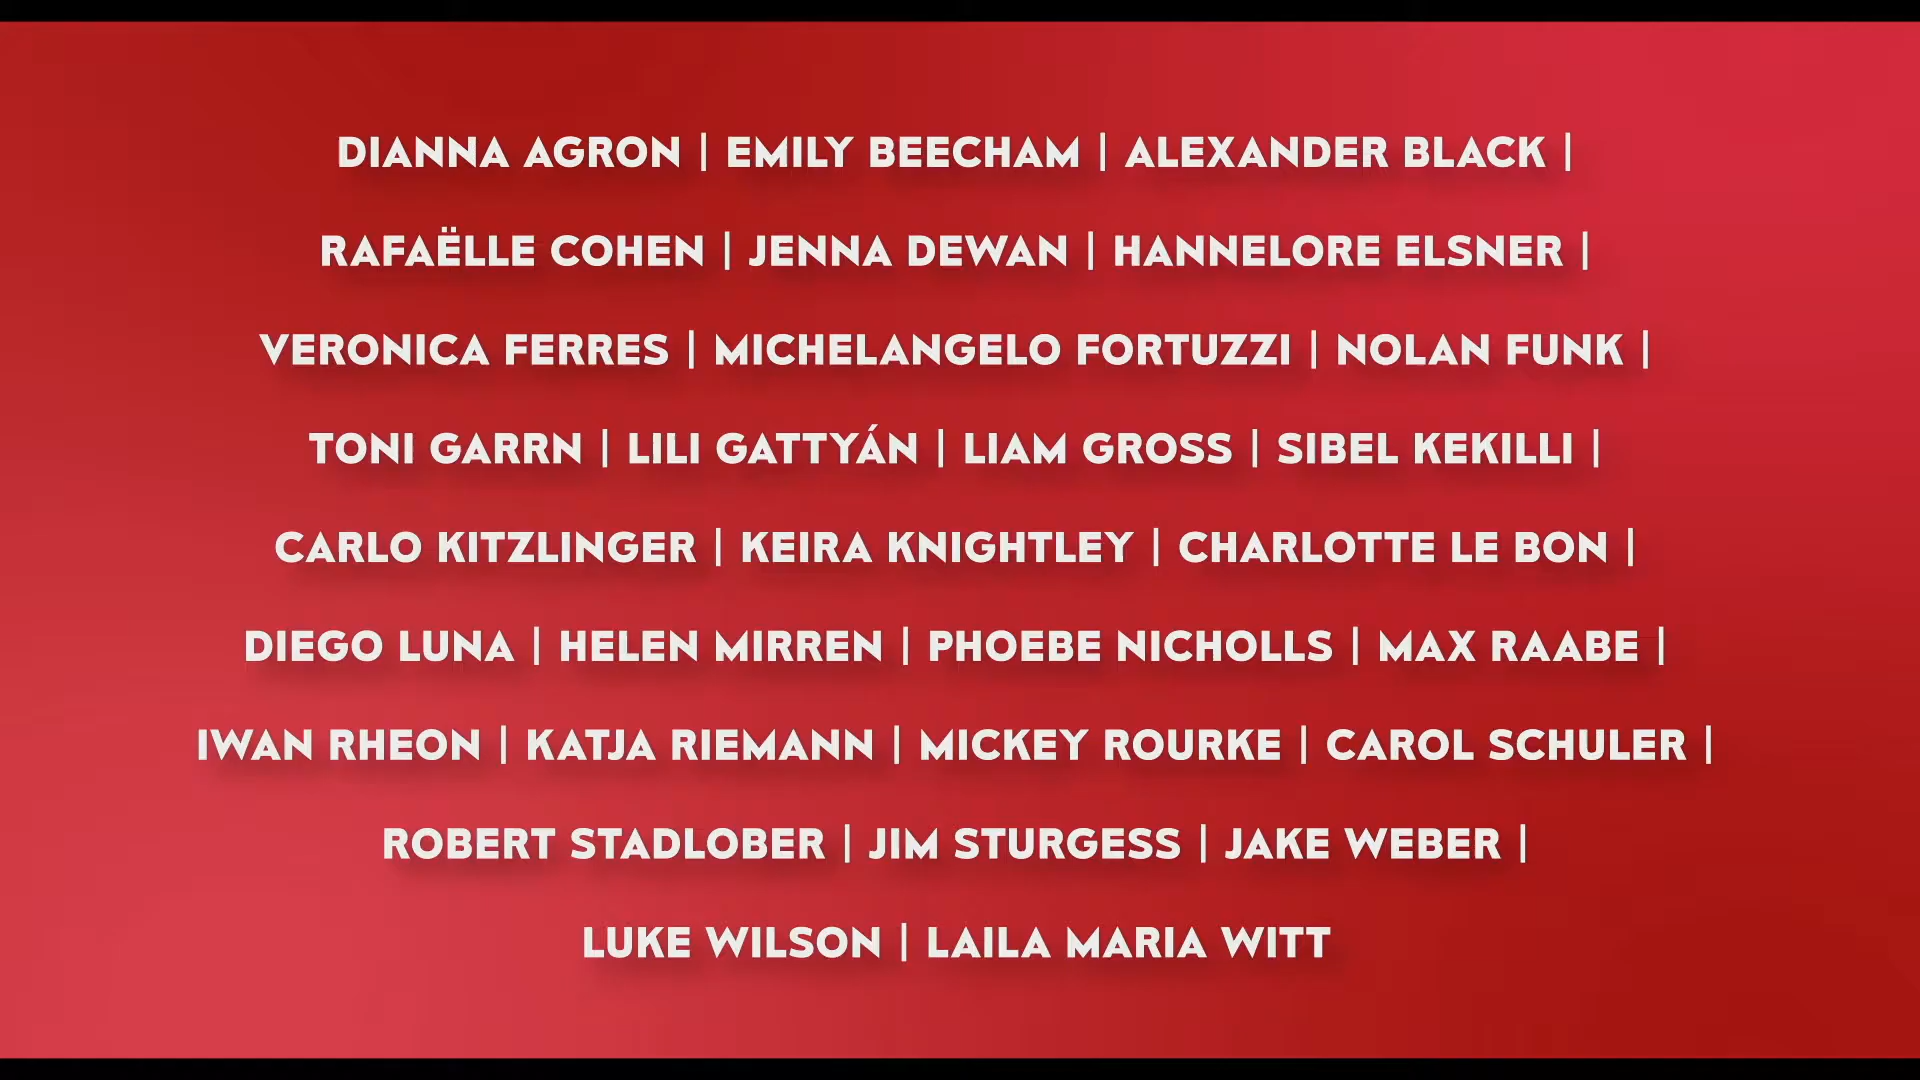 DIANNA AGRON | EMILY BEECHAM | ALEXANDER BLACK |
RAFAËLLE COHEN | JENNA DEWAN | HANNELORE ELSNER |
VERONICA FERRES | MICHELANGELO FORTUZZI | NOLAN FUNK |
TONI GARRN | LILI GATTYÁN | LIAM GROSS | SIBEL KEKILLI |
CARLO KITZLINGER | KEIRA KNIGHTLEY | CHARLOTTE LE BON |
DIEGO LUNA | HELEN MIRREN | PHOEBE NICHOLLS | MAX RAABE |
IWAN RHEON | KATJA RIEMANN | MICKEY ROURKE | CAROL SCHULER |
ROBERT STADLOBER | JIM STURGESS | JAKE WEBER |
LUKE WILSON | LAILA MARIA WITT